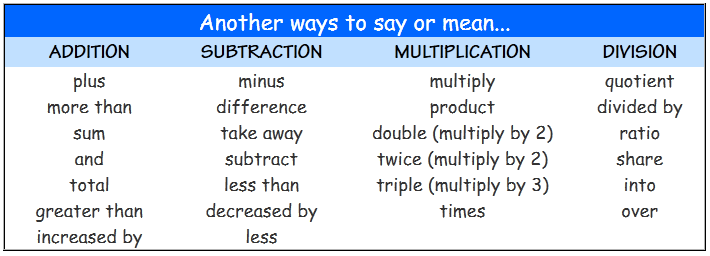 Another ways to say or mean...
ADDITION SUBTRACTION MULTIPLICATION DIVISION
plus minus multiply quotient
more than difference product divided by
sum take away double (multiply by 2) ratio
and subtract twice (multiply by 2) share
total less than triple (multiply by 3) into
greater than decreased by times over
increased by less